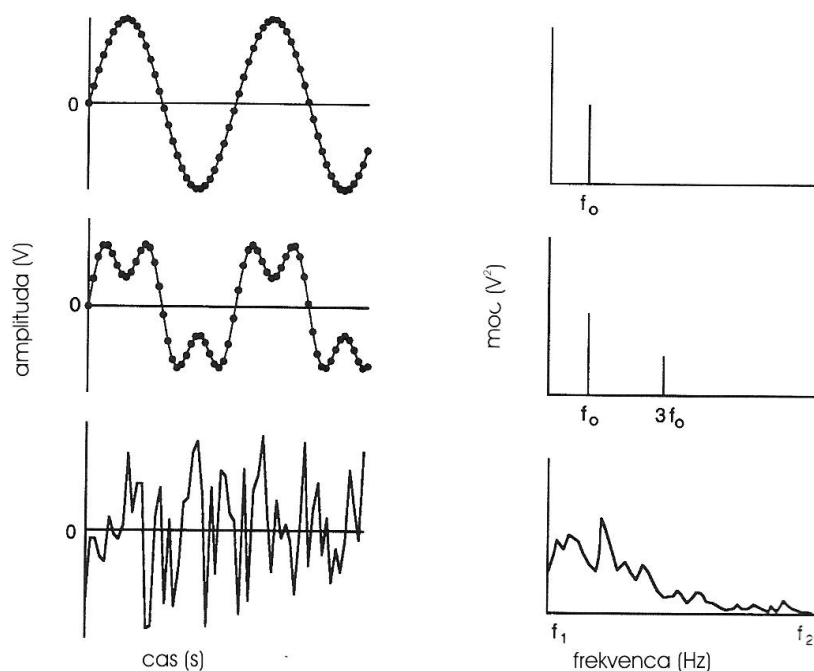 0
f₀
amplituda (V)
0
moc (V²)
f₀ 3f₀
0
f₁ f₂
cas (s)
frekvenca (Hz)